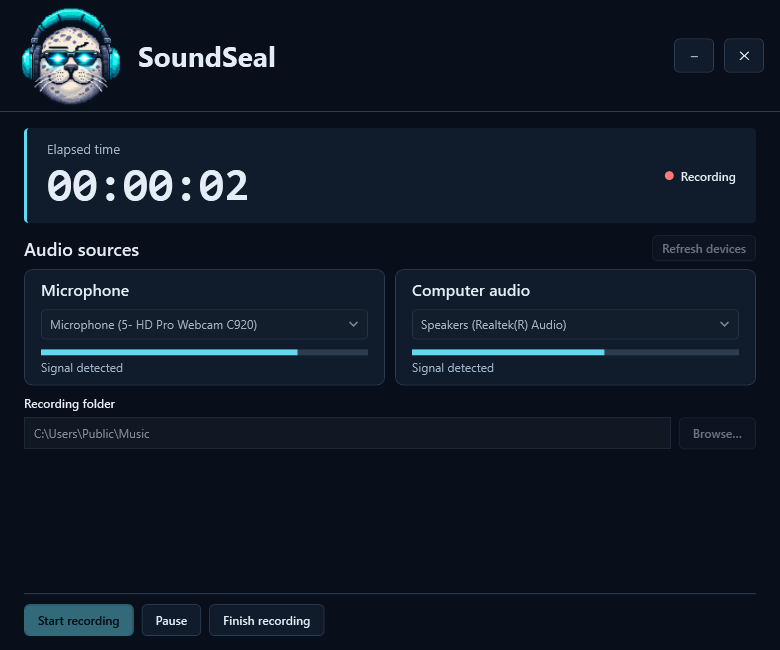 SoundSeal
Elapsed time
00:00:02
Recording
Audio sources
Refresh devices
Microphone
Microphone (5- HD Pro Webcam C920)
Signal detected
Computer audio
Speakers (Realtek(R) Audio)
Signal detected
Recording folder
C:\Users\Public\Music
Browse...
Start recording
Pause
Finish recording